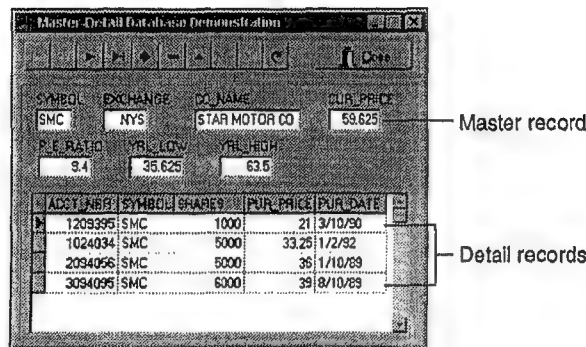 Master-Detail Database Demonstration
Close
SYMBOL EXCHANGE CO_NAME CUR_PRICE
SMC NYS STAR MOTOR CO 59.625
Master record
P_E_RATIO YRL_LOW YRL_HIGH
9.4 35.625 63.5
ACCT_NBR SYMBOL SHARES PUR_PRICE PUR_DATE
1209395 SMC 1000 21 3/10/90
1024034 SMC 5000 33.25 1/2/92
Detail records
2094056 SMC 5000 36 1/10/89
3094095 SMC 6000 39 8/10/89